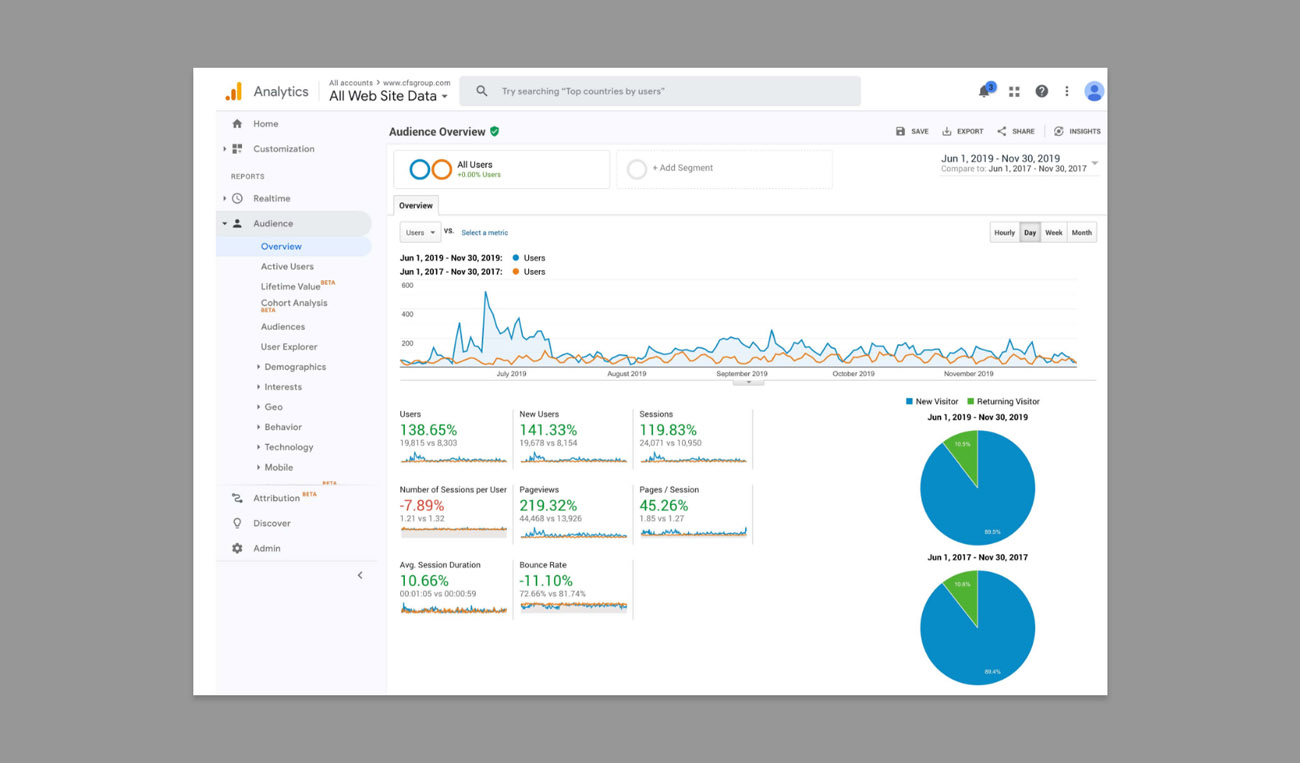 Analytics
All accounts > www.cfsgroup.com
All Web Site Data
Try searching “Top countries by users”
3
Home
Customization
REPORTS
Realtime
Audience
Overview
Active Users
Lifetime Value BETA
Cohort Analysis
BETA
Audiences
User Explorer
Demographics
Interests
Geo
Behavior
Technology
Mobile
BETA
Attribution BETA
Discover
Admin
Audience Overview
SAVE
EXPORT
SHARE
INSIGHTS
All Users
+0.00% Users
+ Add Segment
Jun 1, 2019 - Nov 30, 2019
Compare to: Jun 1, 2017 - Nov 30, 2017
Overview
Users VS. Select a metric
Hourly Day Week Month
Jun 1, 2019 - Nov 30, 2019: Users
Jun 1, 2017 - Nov 30, 2017: Users
600
400
200
July 2019 August 2019 September 2019 October 2019 November 2019
Users
138.65%
19,815 vs 8,303
New Users
141.33%
19,678 vs 8,154
Sessions
119.83%
24,071 vs 10,950
Number of Sessions per User
-7.89%
1.21 vs 1.32
Pageviews
219.32%
44,468 vs 13,926
Pages / Session
45.26%
1.85 vs 1.27
Avg. Session Duration
10.66%
00:01:05 vs 00:00:59
Bounce Rate
-11.10%
72.66% vs 81.74%
New Visitor Returning Visitor
Jun 1, 2019 - Nov 30, 2019
10.5%
89.5%
Jun 1, 2017 - Nov 30, 2017
10.6%
89.4%